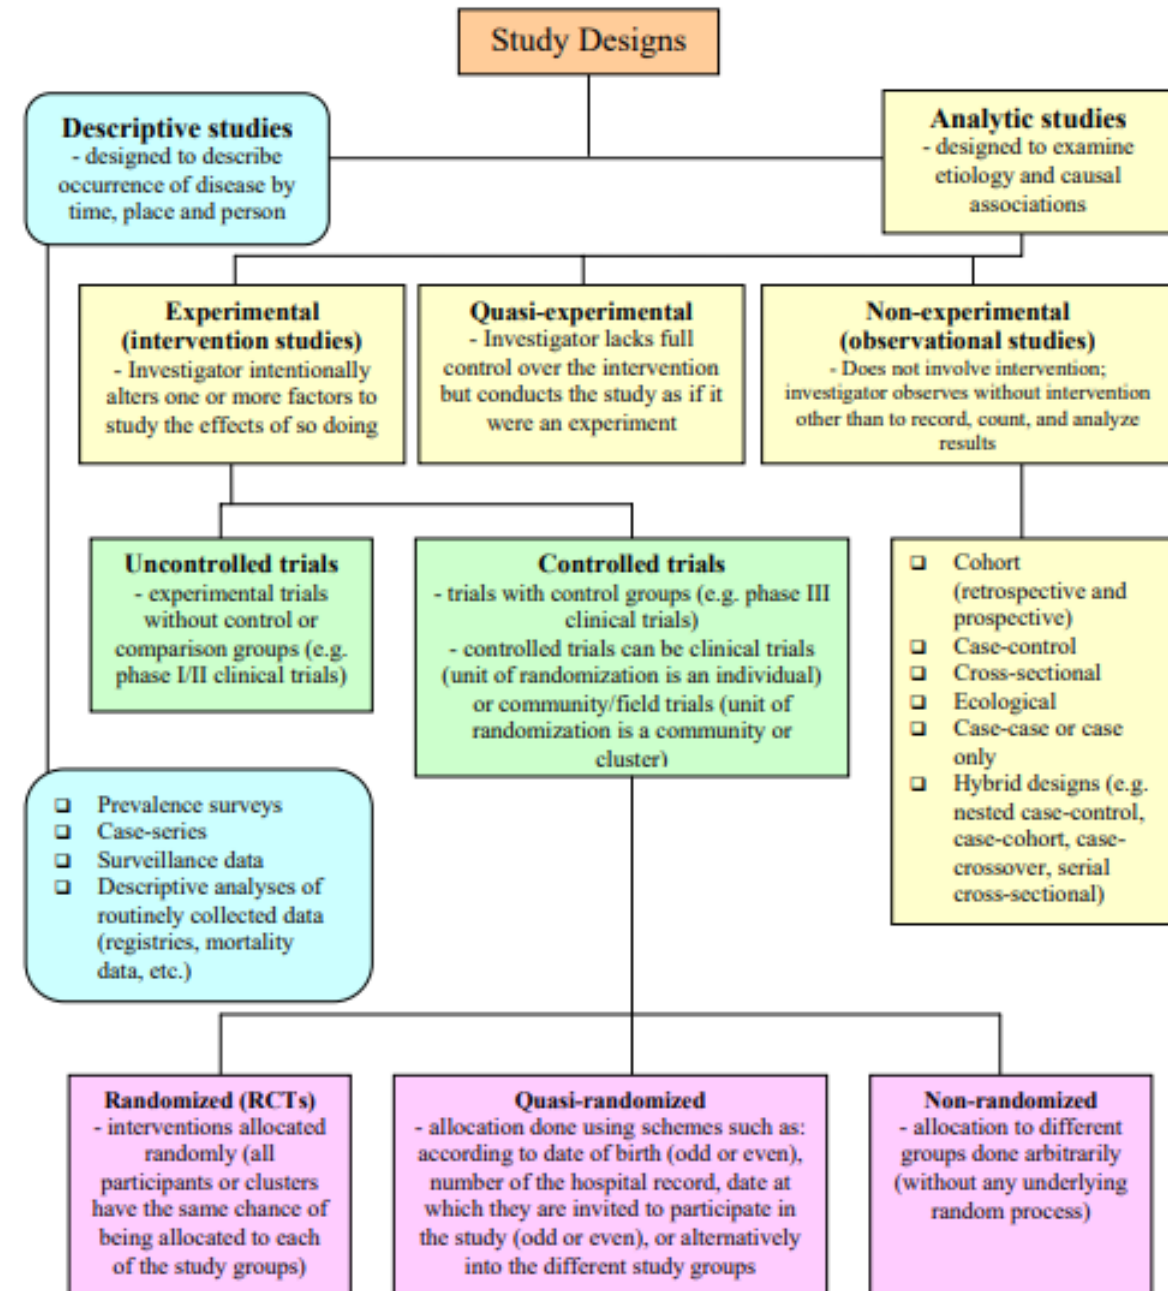 Study Designs
Descriptive studies
- designed to describe
occurrence of disease by
time, place and person
Analytic studies
- designed to examine
etiology and causal
associations
Experimental
(intervention studies)
- Investigator intentionally
alters one or more factors to
study the effects of so doing
Quasi-experimental
- Investigator lacks full
control over the intervention
but conducts the study as if it
were an experiment
Non-experimental
(observational studies)
- Does not involve intervention;
investigator observes without intervention
other than to record, count, and analyze
results
Uncontrolled trials
- experimental trials
without control or
comparison groups (e.g.
phase I/II clinical trials)
Controlled trials
- trials with control groups (e.g. phase III
clinical trials)
- controlled trials can be clinical trials
(unit of randomization is an individual)
or community/field trials (unit of
randomization is a community or
cluster)
Cohort
(retrospective and
prospective)
Case-control
Cross-sectional
Ecological
Case-case or case
only
Hybrid designs (e.g.
nested case-control,
case-cohort, case-
crossover, serial
cross-sectional)
Prevalence surveys
Case-series
Surveillance data
Descriptive analyses of
routinely collected data
(registries, mortality
data, etc.)
Randomized (RCTs)
- interventions allocated
randomly (all
participants or clusters
have the same chance of
being allocated to each
of the study groups)
Quasi-randomized
- allocation done using schemes such as:
according to date of birth (odd or even),
number of the hospital record, date at
which they are invited to participate in
the study (odd or even), or alternatively
into the different study groups
Non-randomized
- allocation to different
groups done arbitrarily
(without any underlying
random process)